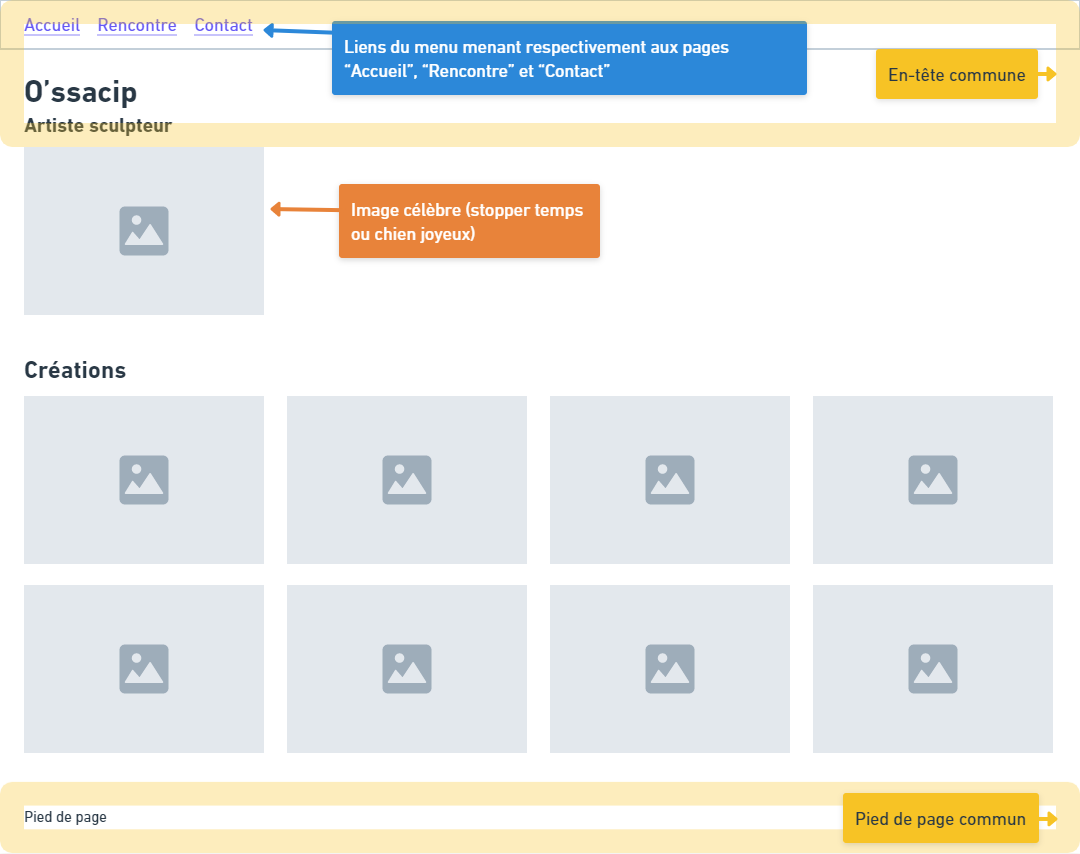 Accueil Rencontre Contact
Liens du menu menant respectivement aux pages
“Accueil”, “Rencontre” et “Contact”
En-tête commune
O’ssacip
Artiste sculpteur
Image célèbre (stopper temps
ou chien joyeux)
Créations
Pied de page
Pied de page commun